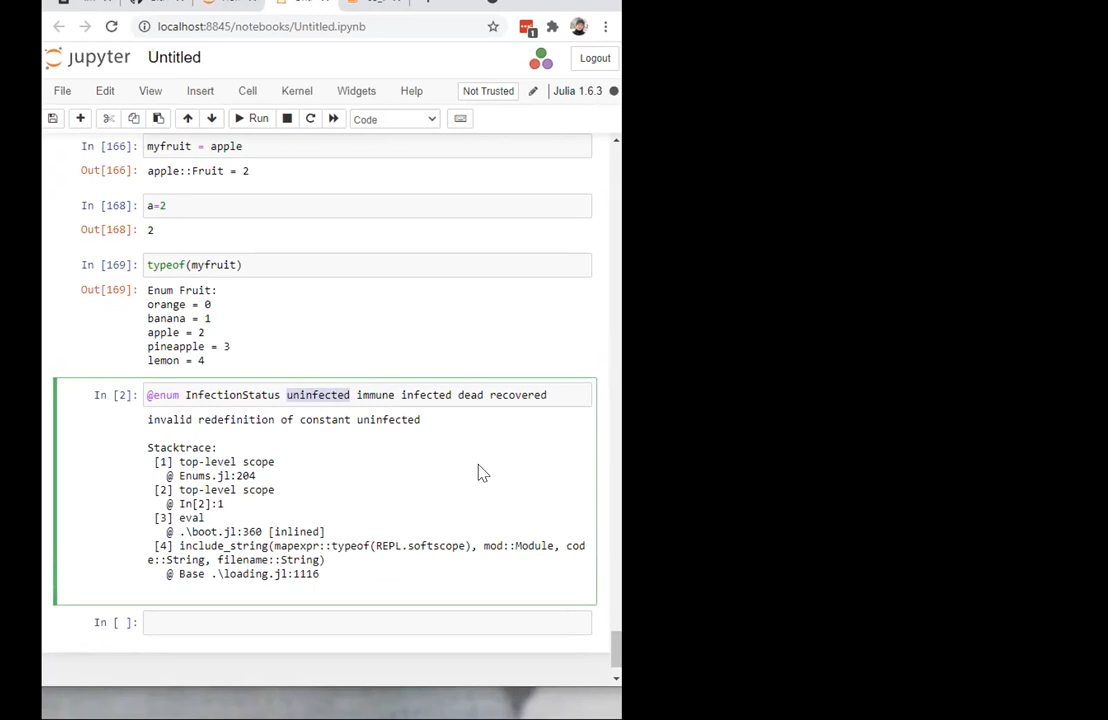 localhost:8845/notebooks/Untitled.ipynb
1
jupyter Untitled
Logout
File Edit View Insert Cell Kernel Widgets Help
Not Trusted
Julia 1.6.3
Run
Code
In [166]: myfruit = apple
Out[166]: apple::Fruit = 2
In [168]: a=2
Out[168]: 2
In [169]: typeof(myfruit)
Out[169]: Enum Fruit:
orange = 0
banana = 1
apple = 2
pineapple = 3
lemon = 4
In [2]: @enum InfectionStatus uninfected immune infected dead recovered
invalid redefinition of constant uninfected
Stacktrace:
[1] top-level scope
@ Enums.jl:204
[2] top-level scope
@ In[2]:1
[3] eval
@ .\boot.jl:360 [inlined]
[4] include_string(mapexpr::typeof(REPL.softscope), mod::Module, cod
e::String, filename::String)
@ Base .\loading.jl:1116
In [ ]: